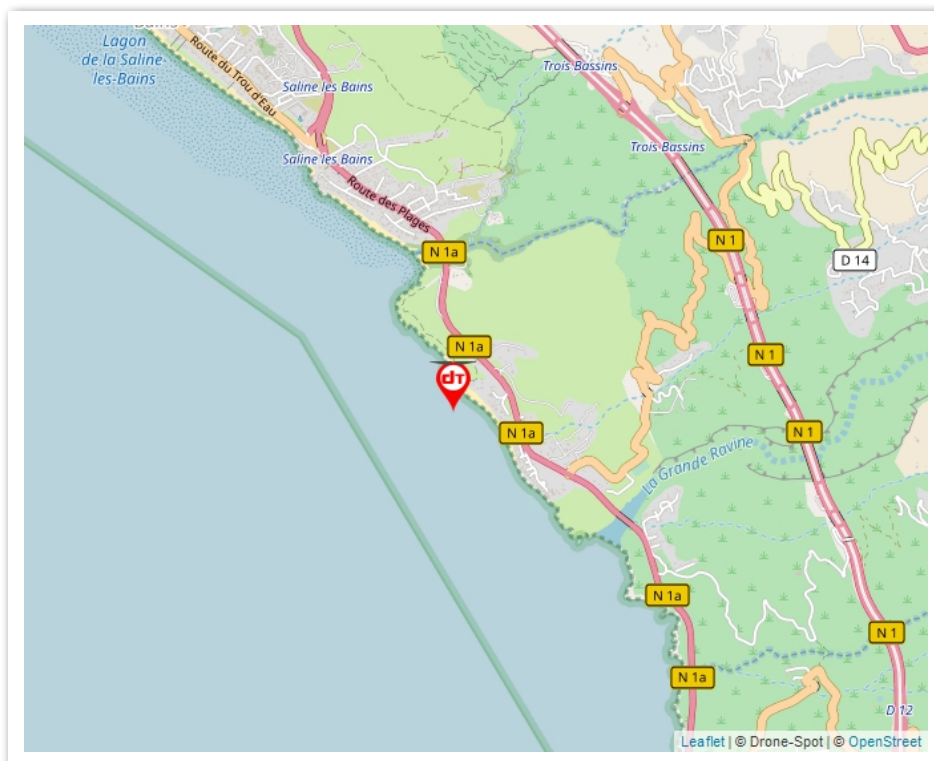 Lagon
de la Saline
les-Bains
Route du Trou d'Eau
Saline les Bains
Saline les Bains
Route des Plages
Trois Bassins
Trois Bassins
N 1a
N 1
D 14
N 1a
N 1
dT
N 1a
N 1
La Grande Ravine
N 1a
N 1
N 1a
D 12
Leaflet | © Drone-Spot | © OpenStreet